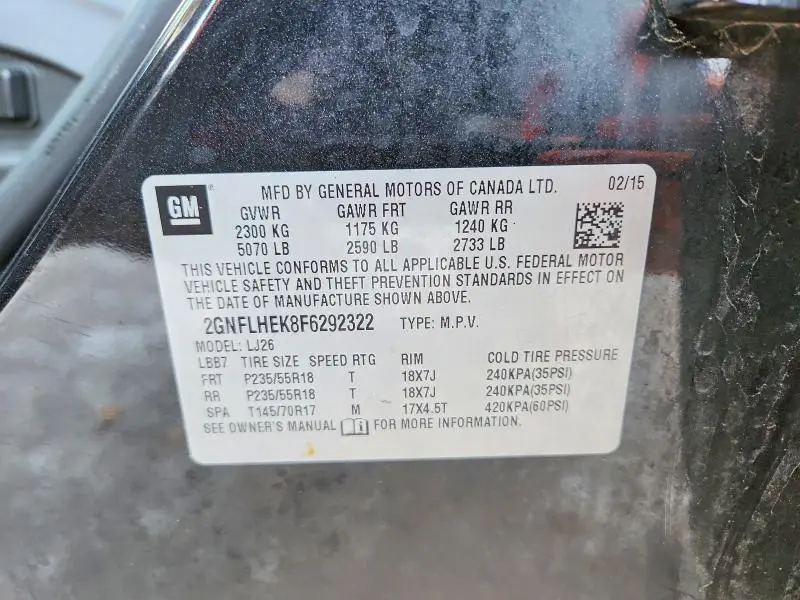 GM
MFD BY GENERAL MOTORS OF CANADA LTD. 02/15
GVWR GAWR FRT GAWR RR
2300 KG 1175 KG 1240 KG
5070 LB 2590 LB 2733 LB
THIS VEHICLE CONFORMS TO ALL APPLICABLE U.S. FEDERAL MOTOR
VEHICLE SAFETY AND THEFT PREVENTION STANDARDS IN EFFECT ON
THE DATE OF MANUFACTURE SHOWN ABOVE.
2GNFLHEK8F6292322 TYPE: M.P.V.
MODEL: LJ26
LBB7 TIRE SIZE SPEED RTG RIM COLD TIRE PRESSURE
FRT P235/55R18 T 18X7J 240KPA(35PSI)
RR P235/55R18 T 18X7J 240KPA(35PSI)
SPA T145/70R17 M 17X4.5T 420KPA(60PSI)
SEE OWNER'S MANUAL FOR MORE INFORMATION.